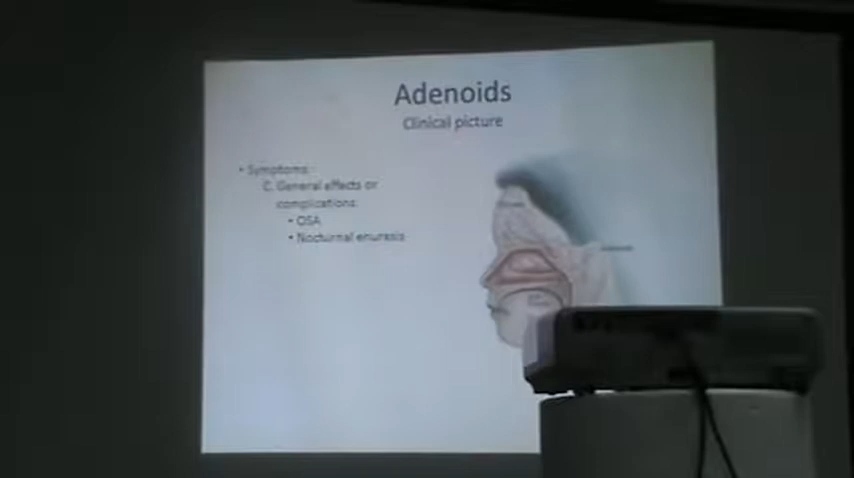 Adenoids
Clinical picture
• Symptoms:
C. General effects or
complications
• OSA
• Nocturnal enuresis